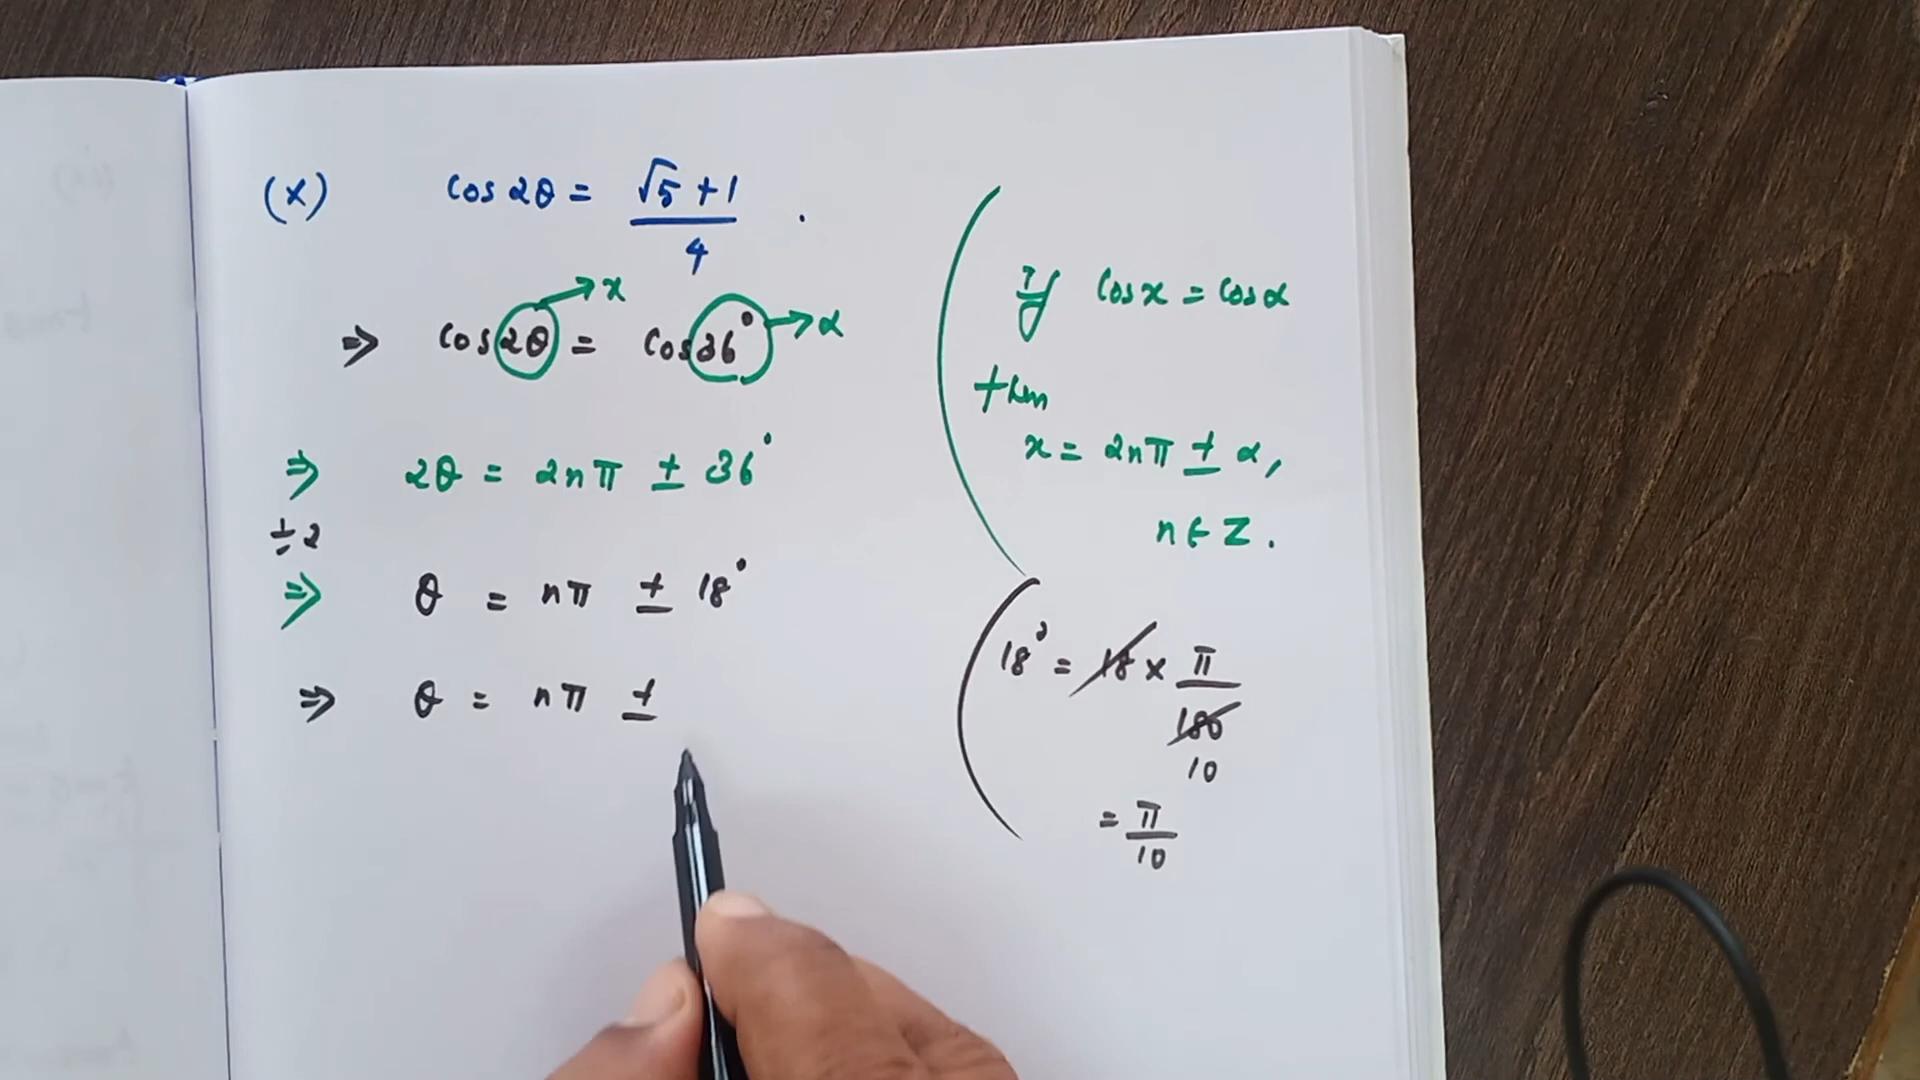 (x) cos 2θ = √5 + 1 / 4 .
⇒ cos 2θ = cos 36° → x → α
⇒ 2θ = 2nπ ± 36°
÷ 2
⇒ θ = nπ ± 18°
⇒ θ = nπ ±
If cos x = cos α
then
x = 2nπ ± α,
n ∈ Z.
18° = 18 × π / 180
10
= π / 10